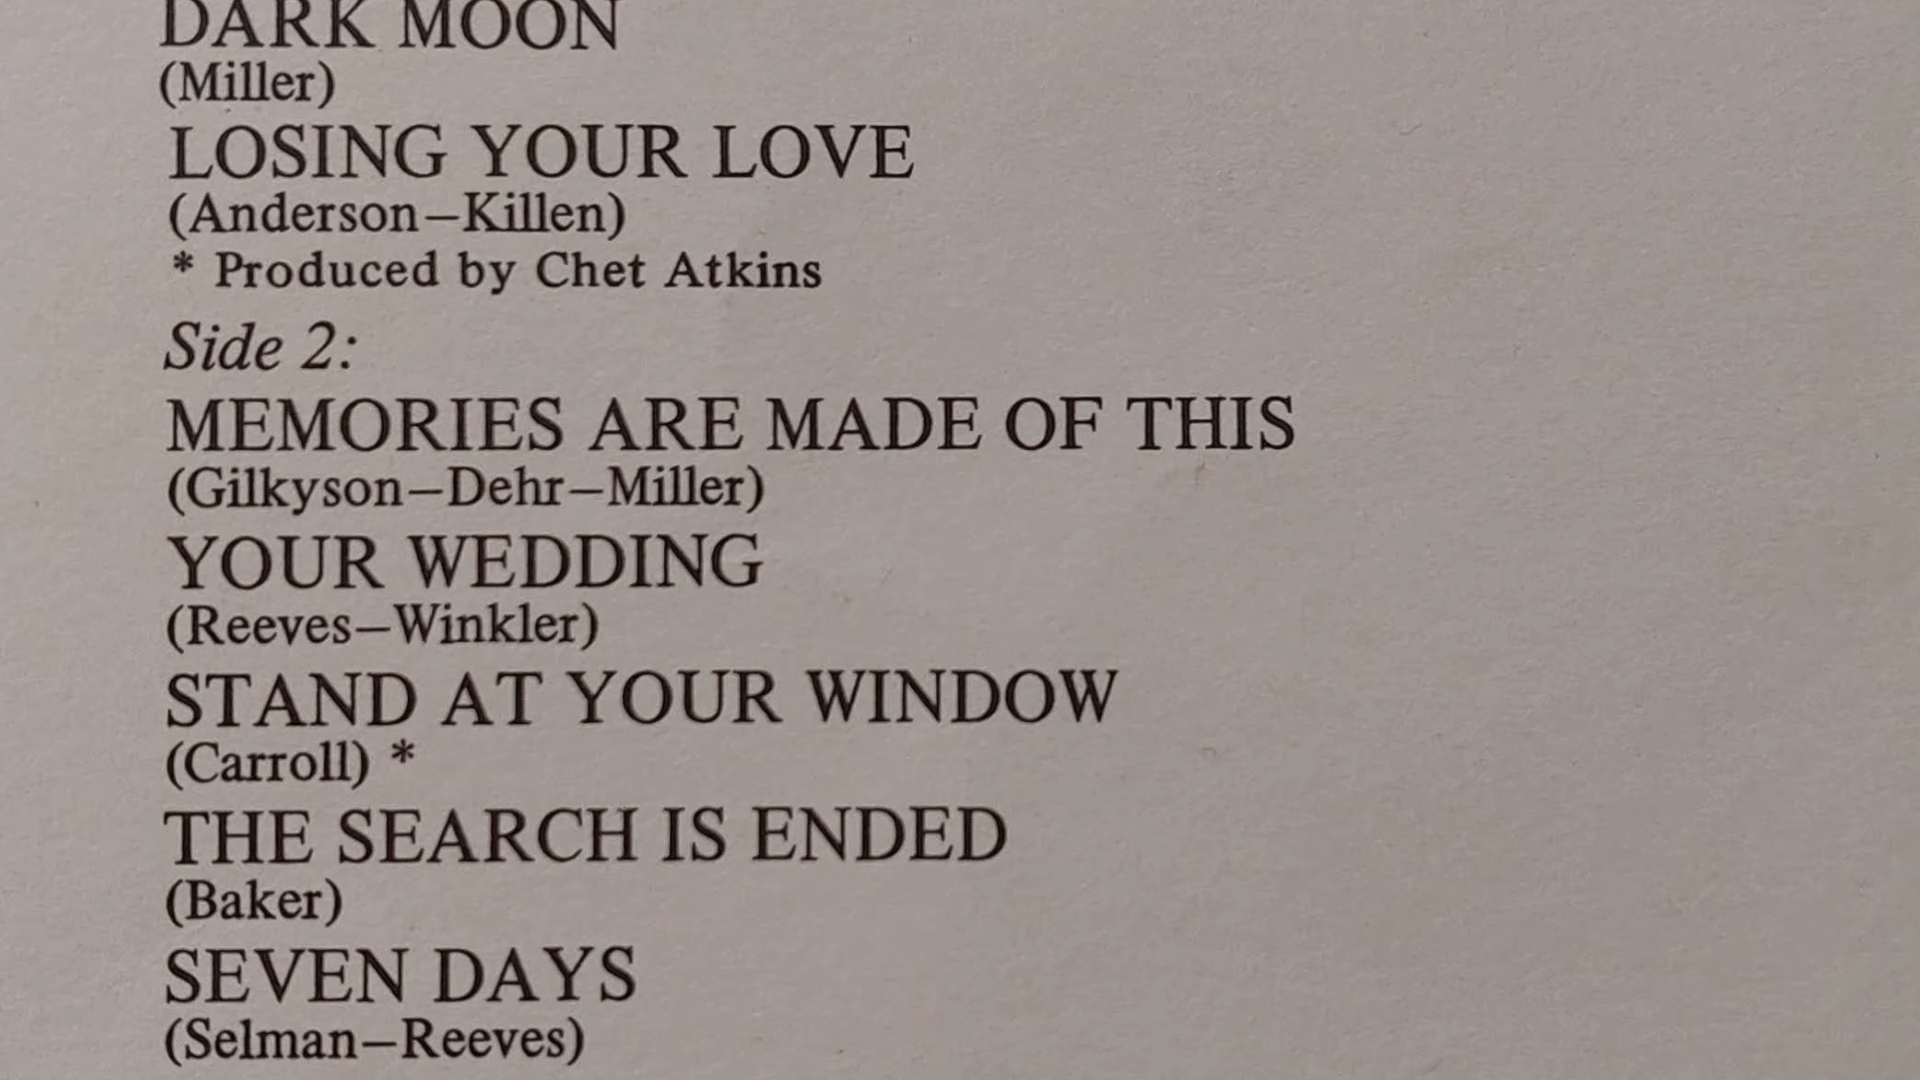 DARK MOON
(Miller)
LOSING YOUR LOVE
(Anderson—Killen)
* Produced by Chet Atkins
Side 2:
MEMORIES ARE MADE OF THIS
(Gilkyson—Dehr—Miller)
YOUR WEDDING
(Reeves—Winkler)
STAND AT YOUR WINDOW
(Carroll) *
THE SEARCH IS ENDED
(Baker)
SEVEN DAYS
(Selman—Reeves)